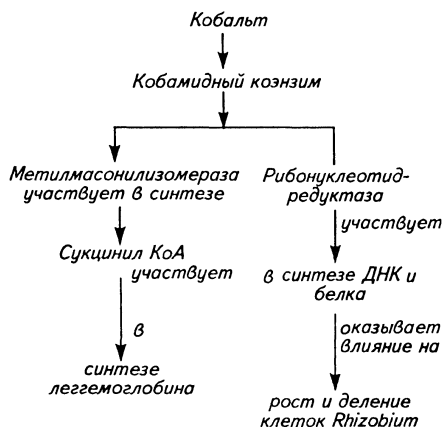 Кобальт
Кобамидный коэнзим
Метилмасонилизомераза
участвует в синтезе
Сукцинил КоА
участвует
в
синтезе
леггемоглобина
Рибонуклеотид-
редуктаза
участвует
в синтезе ДНК и
белка
оказывает
влияние на
рост и деление
клеток Rhizobium